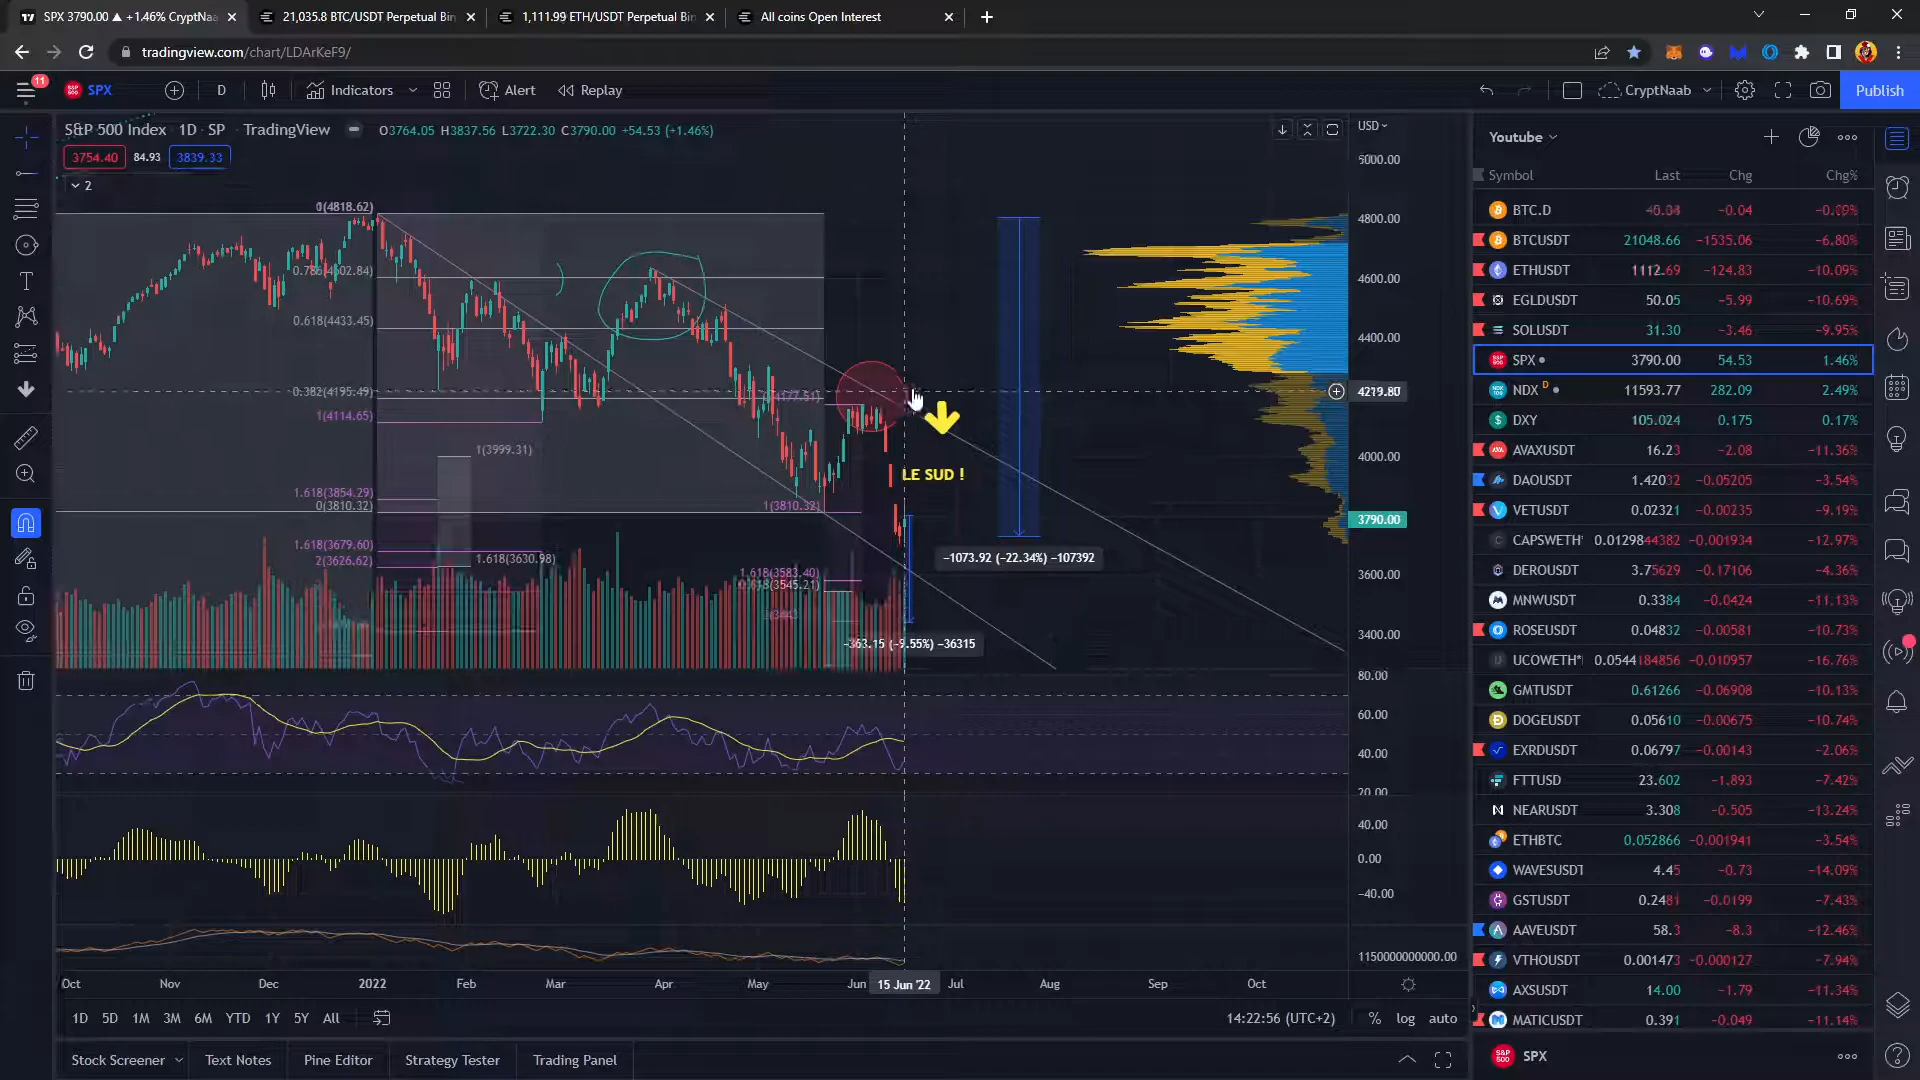 SPX 3790.00 ▲ +1.46% CryptNaa
21,035.8 BTC/USDT Perpetual Bin
1,111.99 ETH/USDT Perpetual Bin
All coins Open Interest
tradingview.com/chart/LDArKeF9/
11
SPX
D
Indicators
Alert
Replay
CryptNaab
Publish
S&P 500 Index · 1D · SP · TradingView
O3764.05 H3837.56 L3722.30 C3790.00 +54.53 (+1.46%)
3754.40 84.93 3839.33
2
USD
5000.00
4800.00
4600.00
4400.00
4219.80
4000.00
3790.00
3600.00
3400.00
80.00
60.00
40.00
20.00
40.00
0.00
−40.00
1150000000000.00
0.786(4602.84)
0.618(4433.45)
0.382(4195.49)
1(4114.65)
1(3999.31)
1.618(3854.29)
0(3810.32)
1(3810.32)
1.618(3679.60)
2(3626.62)
1.618(3630.98)
1.618(3583.40)
LE SUD !
−1073.92 (−22.34%) −107392
−363.15 (−9.55%) −36315
Oct Nov Dec 2022 Feb Mar Apr May Jun 15 Jun '22 Jul Aug Sep Oct
1D 5D 1M 3M 6M YTD 1Y 5Y All
14:22:56 (UTC+2) % log auto
Stock Screener Text Notes Pine Editor Strategy Tester Trading Panel
Youtube
Symbol Last Chg Chg%
BTC.D −0.04 −0.09%
BTCUSDT 21048.66 −1535.06 −6.80%
ETHUSDT 1112.69 −124.83 −10.09%
EGLDUSDT 50.05 −5.99 −10.69%
SOLUSDT 31.30 −3.46 −9.95%
SPX 3790.00 54.53 1.46%
NDX D 11593.77 282.09 2.49%
DXY 105.024 0.175 0.17%
AVAXUSDT 16.23 −2.08 −11.36%
DAOUSDT 1.42032 −0.05205 −3.54%
VETUSDT 0.02321 −0.00235 −9.19%
CAPSWETH* 0.0129844382 −0.001934 −12.97%
DEROUSDT 3.75629 −0.17106 −4.36%
MNWUSDT 0.3384 −0.0424 −11.13%
ROSEUSDT 0.04832 −0.00581 −10.73%
UCOWETH* 0.0544184856 −0.010957 −16.76%
GMTUSDT 0.61266 −0.06908 −10.13%
DOGEUSDT 0.05610 −0.00675 −10.74%
EXRDUSDT 0.06797 −0.00143 −2.06%
FTTUSD 23.602 −1.893 −7.42%
NEARUSDT 3.308 −0.505 −13.24%
ETHBTC 0.052866 −0.001941 −3.54%
WAVESUSDT 4.45 −0.73 −14.09%
GSTUSDT 0.2481 −0.0199 −7.43%
AAVEUSDT 58.3 −8.3 −12.46%
VTHOUSDT 0.001473 −0.000127 −7.94%
AXSUSDT 14.00 −1.79 −11.34%
MATICUSDT 0.391 −0.049 −11.14%
SPX